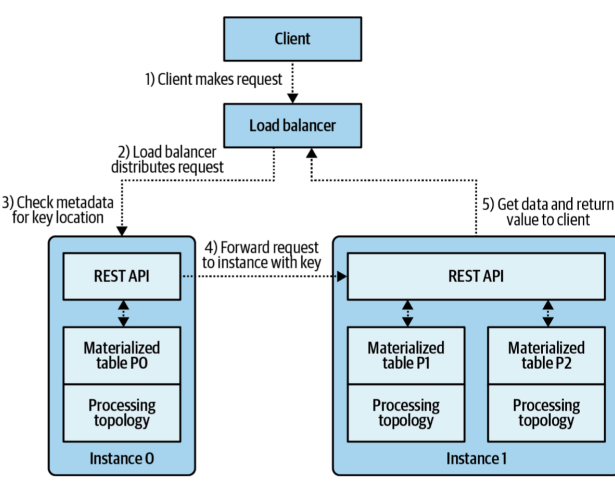 Client
1) Client makes request
Load balancer
2) Load balancer
distributes request
3) Check metadata
for key location
4) Forward request
to instance with key
5) Get data and return
value to client
REST API
Materialized
table P0
Processing
topology
Instance 0
REST API
Materialized
table P1
Processing
topology
Materialized
table P2
Processing
topology
Instance 1